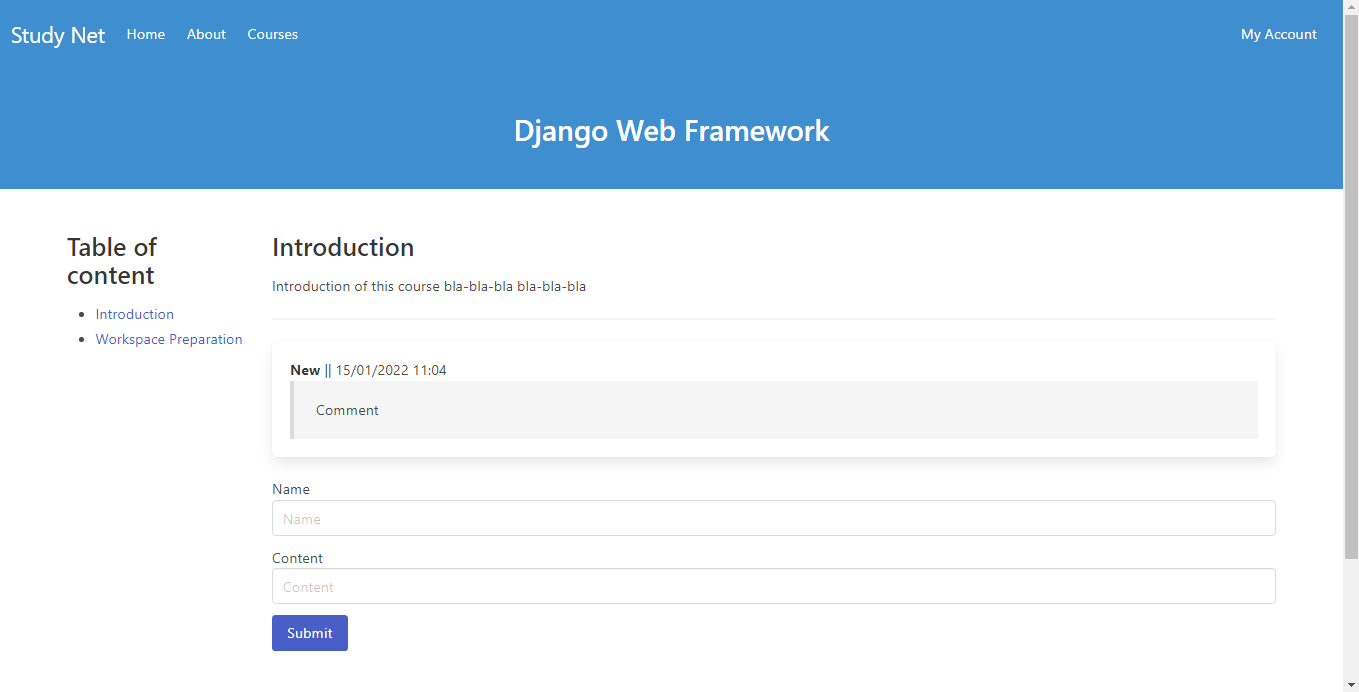 Study Net Home About Courses My Account
Django Web Framework
Table of
content
Introduction
Workspace Preparation
Introduction
Introduction of this course bla-bla-bla bla-bla-bla
New || 15/01/2022 11:04
Comment
Name
Name
Content
Content
Submit